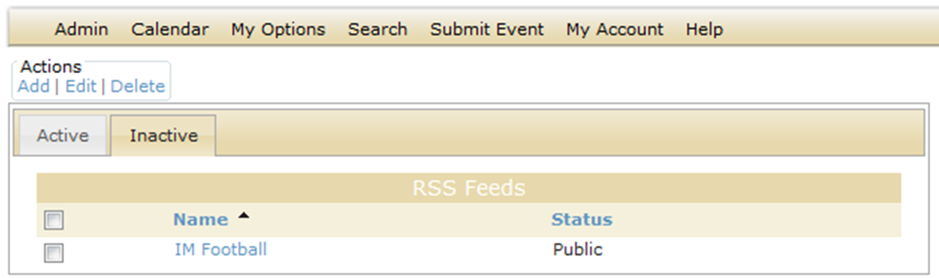 Admin Calendar My Options Search Submit Event My Account Help
Actions
Add | Edit | Delete
Active Inactive
RSS Feeds
Name Status
IM Football Public